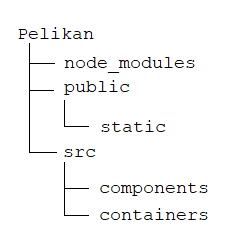 Pelikan
node_modules
public
static
src
components
containers